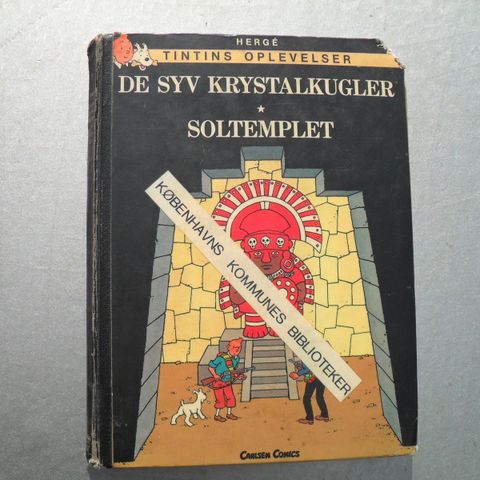 HERGÉ
TINTINS OPLEVELSER
DE SYV KRYSTALKUGLER
*
SOLTEMPLET
KØBENHAVNS KOMMUNES BIBLIOTEKER
CARLSEN COMICS